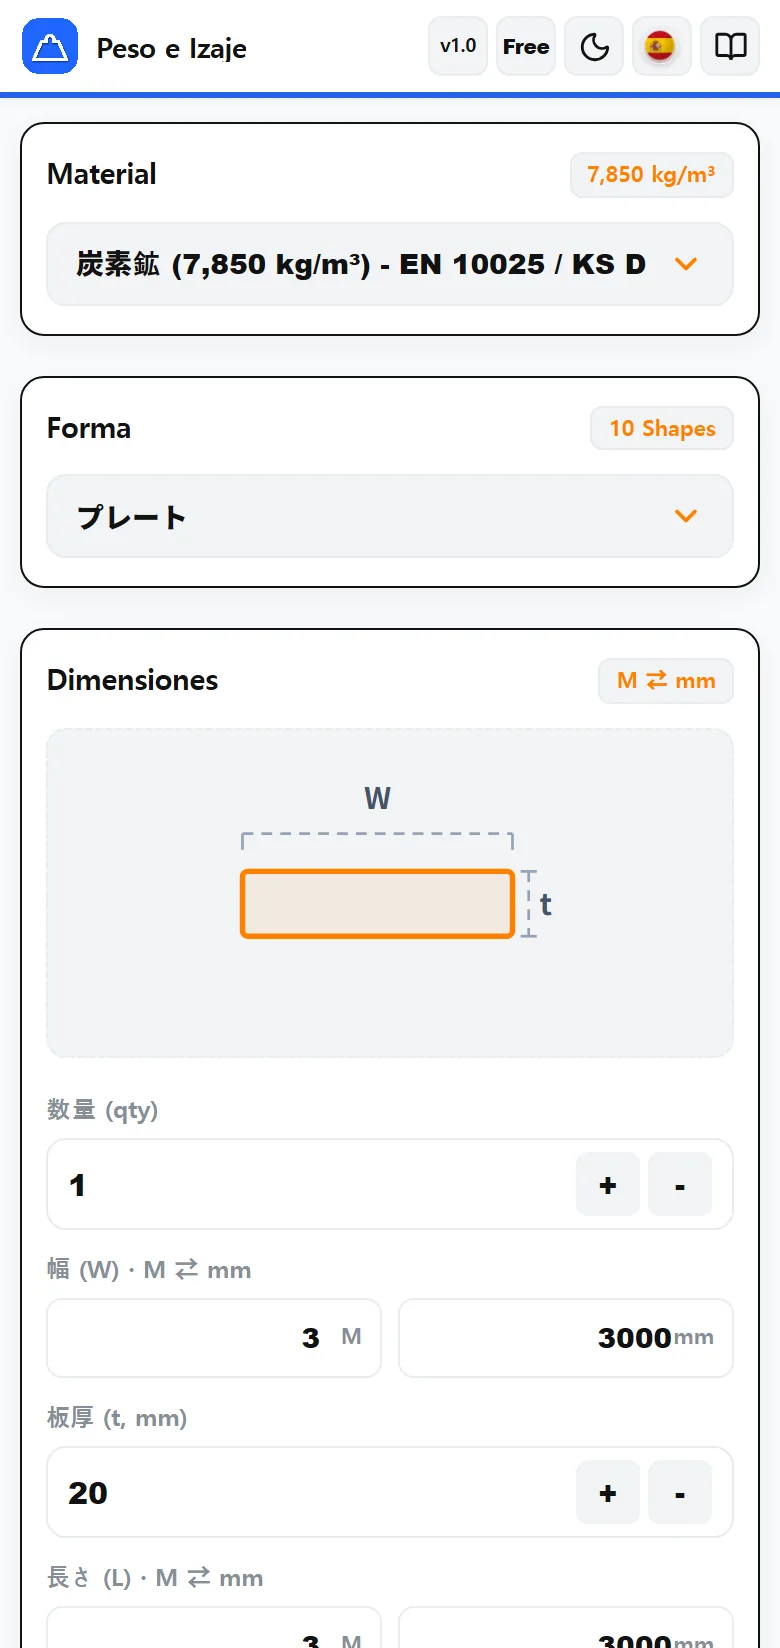 Peso e Izaje
v1.0
Free
Material
7,850 kg/m³
炭素鉱 (7,850 kg/m³) - EN 10025 / KS D
Forma
10 Shapes
プレート
Dimensiones
M ⇄ mm
W
t
数量 (qty)
1
+ -
幅 (W) · M ⇄ mm
3 M
3000mm
板厚 (t, mm)
20
+ -
長さ (L) · M ⇄ mm
3 M
3000mm